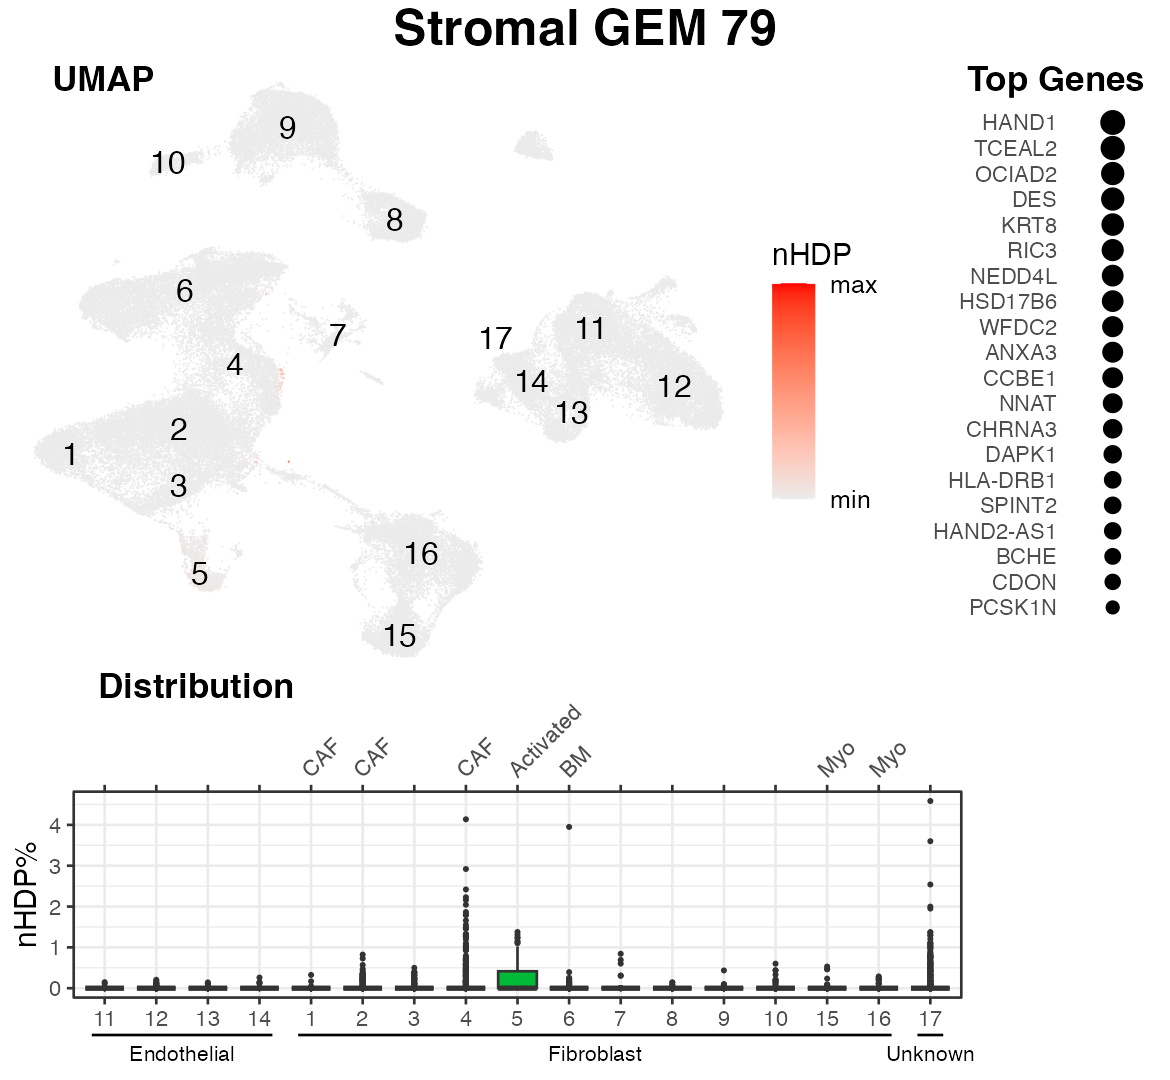 Stromal GEM 79
UMAP
Top Genes
9
10
8
6
7
4
2
1
3
5
16
15
17
11
14
12
13
nHDP
max
min
HAND1
TCEAL2
OCIAD2
DES
KRT8
RIC3
NEDD4L
HSD17B6
WFDC2
ANXA3
CCBE1
NNAT
CHRNA3
DAPK1
HLA-DRB1
SPINT2
HAND2-AS1
BCHE
CDON
PCSK1N
Distribution
CAF CAF CAF Activated BM Myo Myo
nHDP%
4
3
2
1
0
11 12 13 14 1 2 3 4 5 6 7 8 9 10 15 16 17
Endothelial Fibroblast Unknown